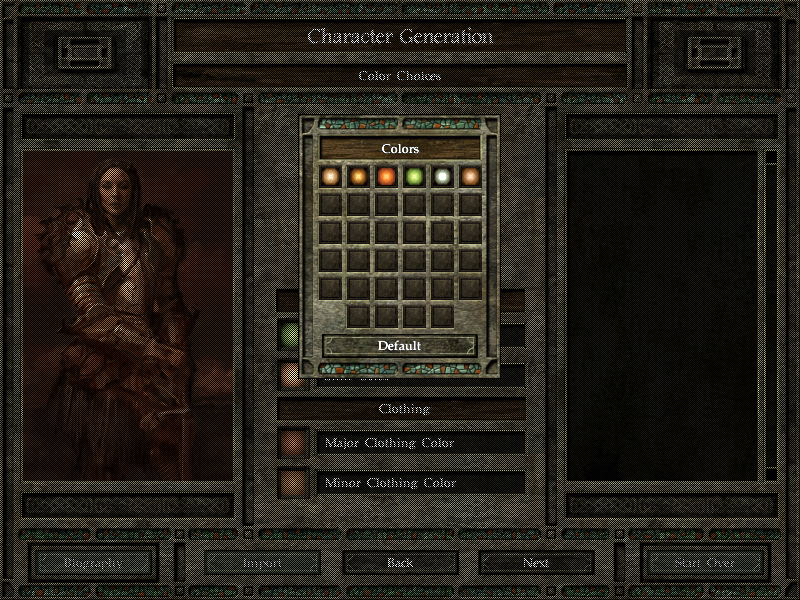 Character Generation
Color Choices
Colors
Default
Clothing
Major Clothing Color
Minor Clothing Color
Biography
Import
Back
Next
Start Over